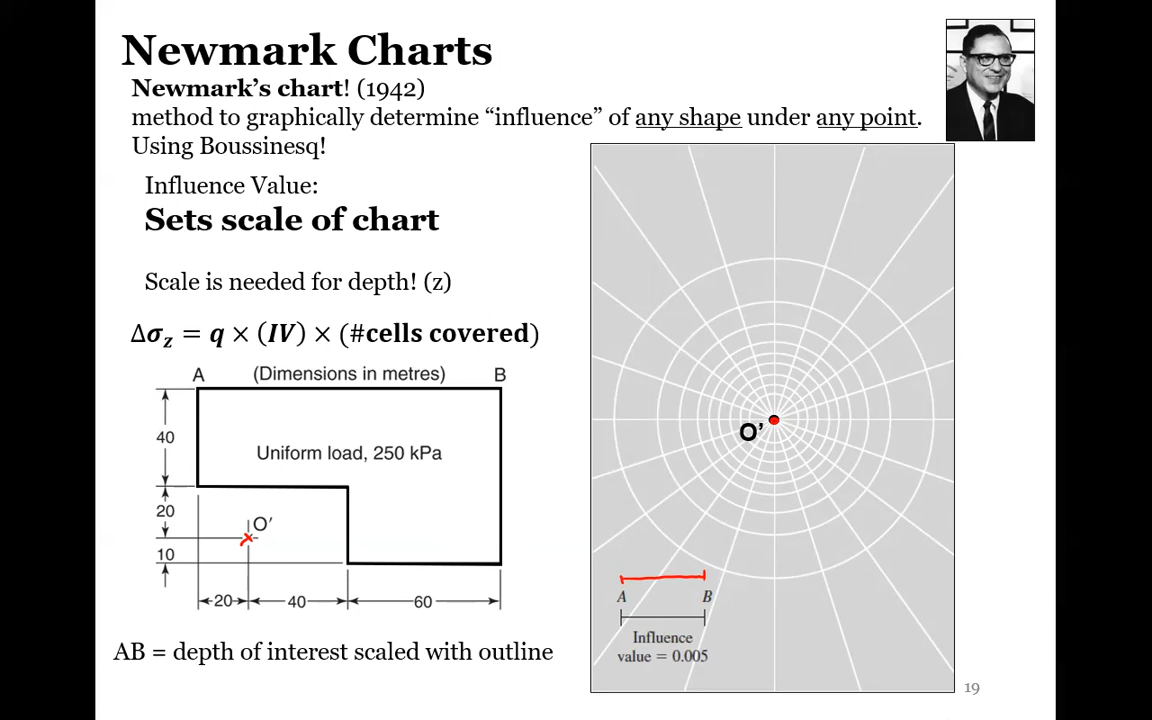 Newmark Charts
Newmark’s chart! (1942)
method to graphically determine “influence” of any shape under any point.
Using Boussinesq!
Influence Value:
Sets scale of chart
Scale is needed for depth! (z)
Δσz = q × (IV) × (#cells covered)
A (Dimensions in metres) B
40
Uniform load, 250 kPa
20
O′
10
20 40 60
AB = depth of interest scaled with outline
O’
A B
Influence
value = 0.005
19